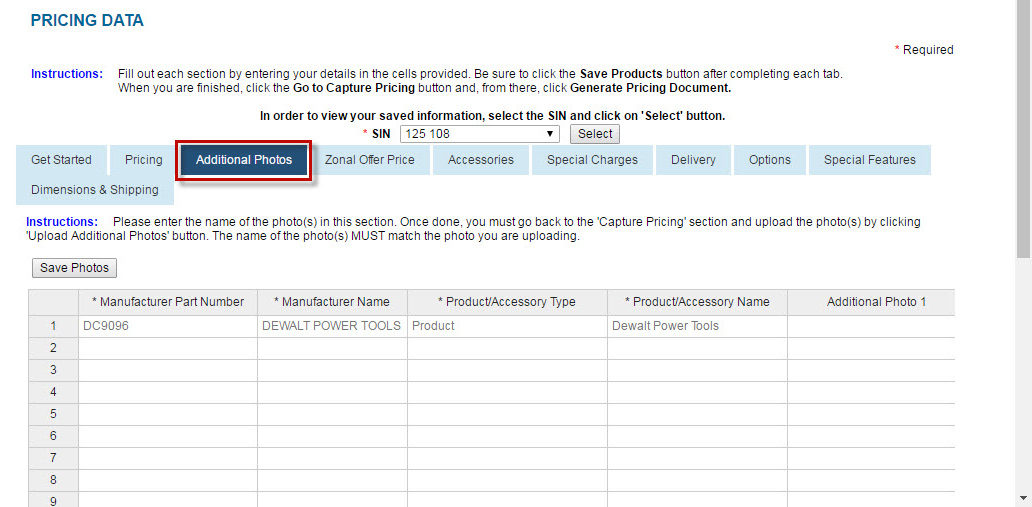 PRICING DATA
* Required
Instructions: Fill out each section by entering your details in the cells provided. Be sure to click the Save Products button after completing each tab.
When you are finished, click the Go to Capture Pricing button and, from there, click Generate Pricing Document.
In order to view your saved information, select the SIN and click on 'Select' button.
* SIN 125 108 Select
Get Started Pricing Additional Photos Zonal Offer Price Accessories Special Charges Delivery Options Special Features
Dimensions & Shipping
Instructions: Please enter the name of the photo(s) in this section. Once done, you must go back to the 'Capture Pricing' section and upload the photo(s) by clicking
'Upload Additional Photos' button. The name of the photo(s) MUST match the photo you are uploading.
Save Photos
* Manufacturer Part Number * Manufacturer Name * Product/Accessory Type * Product/Accessory Name Additional Photo 1
1 DC9096 DEWALT POWER TOOLS Product Dewalt Power Tools
2
3
4
5
6
7
8
9